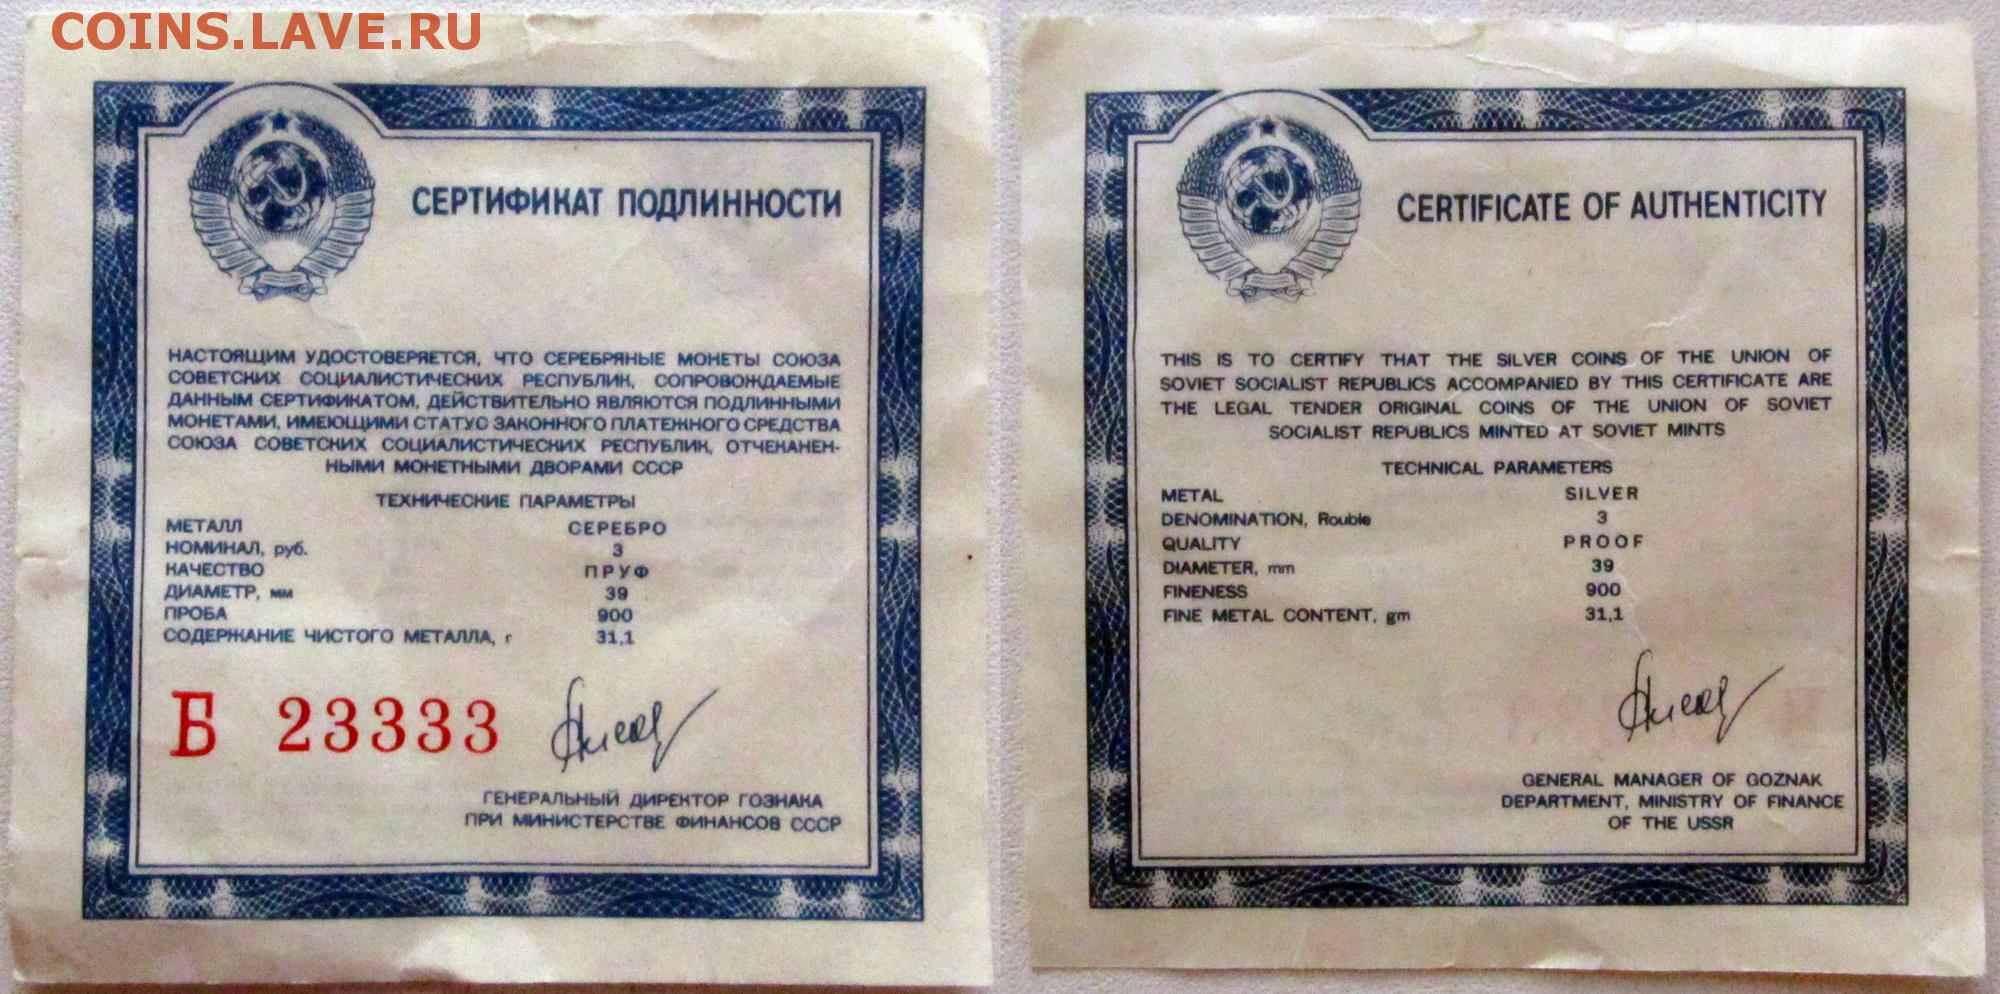 COINS.LAVE.RU
СЕРТИФИКАТ ПОДЛИННОСТИ
НАСТОЯЩИМ УДОСТОВЕРЯЕТСЯ, ЧТО СЕРЕБРЯНЫЕ МОНЕТЫ СОЮЗА
СОВЕТСКИХ СОЦИАЛИСТИЧЕСКИХ РЕСПУБЛИК, СОПРОВОЖДАЕМЫЕ
ДАННЫМ СЕРТИФИКАТОМ, ДЕЙСТВИТЕЛЬНО ЯВЛЯЮТСЯ ПОДЛИННЫМИ
МОНЕТАМИ, ИМЕЮЩИМИ СТАТУС ЗАКОННОГО ПЛАТЕЖНОГО СРЕДСТВА
СОЮЗА СОВЕТСКИХ СОЦИАЛИСТИЧЕСКИХ РЕСПУБЛИК, ОТЧЕКАНЕН-
НЫМИ МОНЕТНЫМИ ДВОРАМИ СССР
ТЕХНИЧЕСКИЕ ПАРАМЕТРЫ
МЕТАЛЛ СЕРЕБРО
НОМИНАЛ, руб. 3
КАЧЕСТВО ПРУФ
ДИАМЕТР, мм 39
ПРОБА 900
СОДЕРЖАНИЕ ЧИСТОГО МЕТАЛЛА, г 31,1
Б 23333
ГЕНЕРАЛЬНЫЙ ДИРЕКТОР ГОЗНАКА
ПРИ МИНИСТЕРСТВЕ ФИНАНСОВ СССР
CERTIFICATE OF AUTHENTICITY
THIS IS TO CERTIFY THAT THE SILVER COINS OF THE UNION OF
SOVIET SOCIALIST REPUBLICS ACCOMPANIED BY THIS CERTIFICATE ARE
THE LEGAL TENDER ORIGINAL COINS OF THE UNION OF SOVIET
SOCIALIST REPUBLICS MINTED AT SOVIET MINTS
TECHNICAL PARAMETERS
METAL SILVER
DENOMINATION, Rouble 3
QUALITY PROOF
DIAMETER, mm 39
FINENESS 900
FINE METAL CONTENT, gm 31,1
GENERAL MANAGER OF GOZNAK
DEPARTMENT, MINISTRY OF FINANCE
OF THE USSR